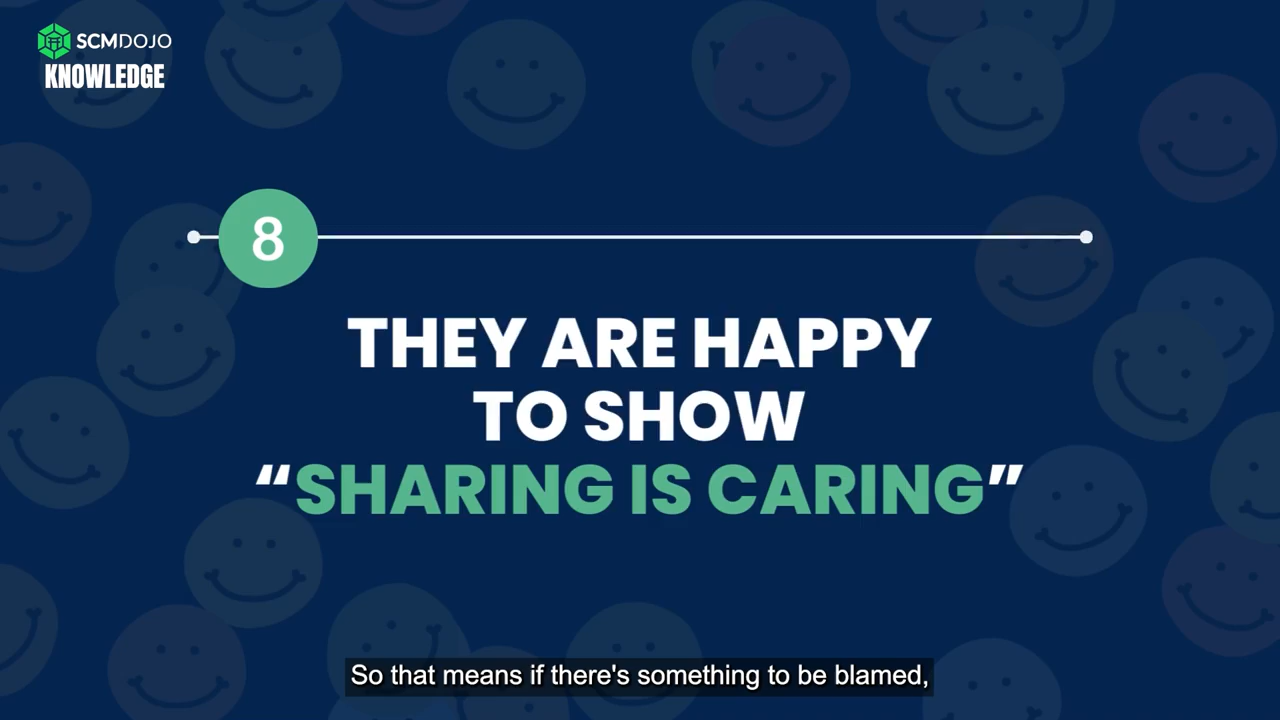 SCMDOJO
KNOWLEDGE
8
THEY ARE HAPPY
TO SHOW
“SHARING IS CARING”
So that means if there's something to be blamed,